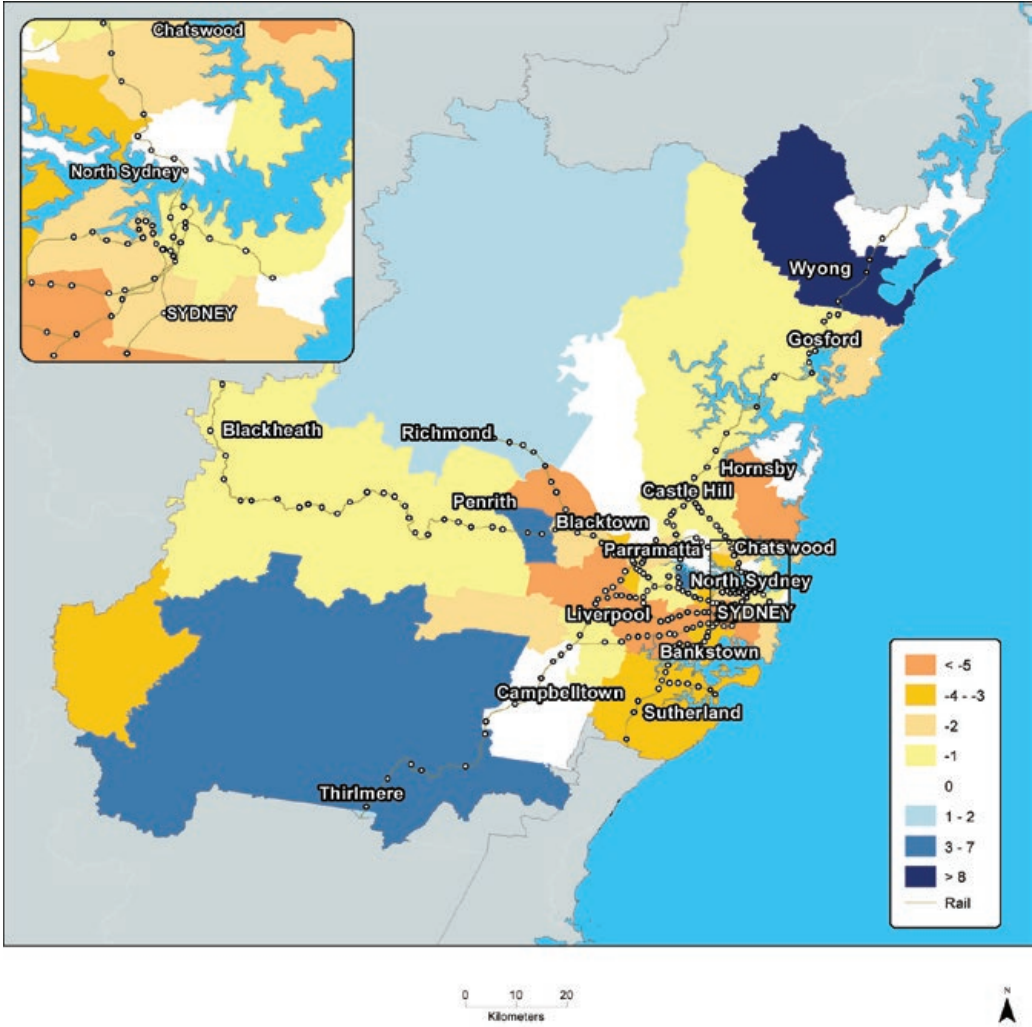 Chatswood
North Sydney
SYDNEY
Wyong
Gosford
Blackheath
Richmond
Hornsby
Castle Hill
Penrith
Blacktown
Parramatta
Chatswood
North Sydney
Liverpool
SYDNEY
Bankstown
Campbelltown
Sutherland
Thirlmere
< -5
-4 - -3
-2
-1
0
1 - 2
3 - 7
> 8
Rail
0 10 20
Kilometers
N